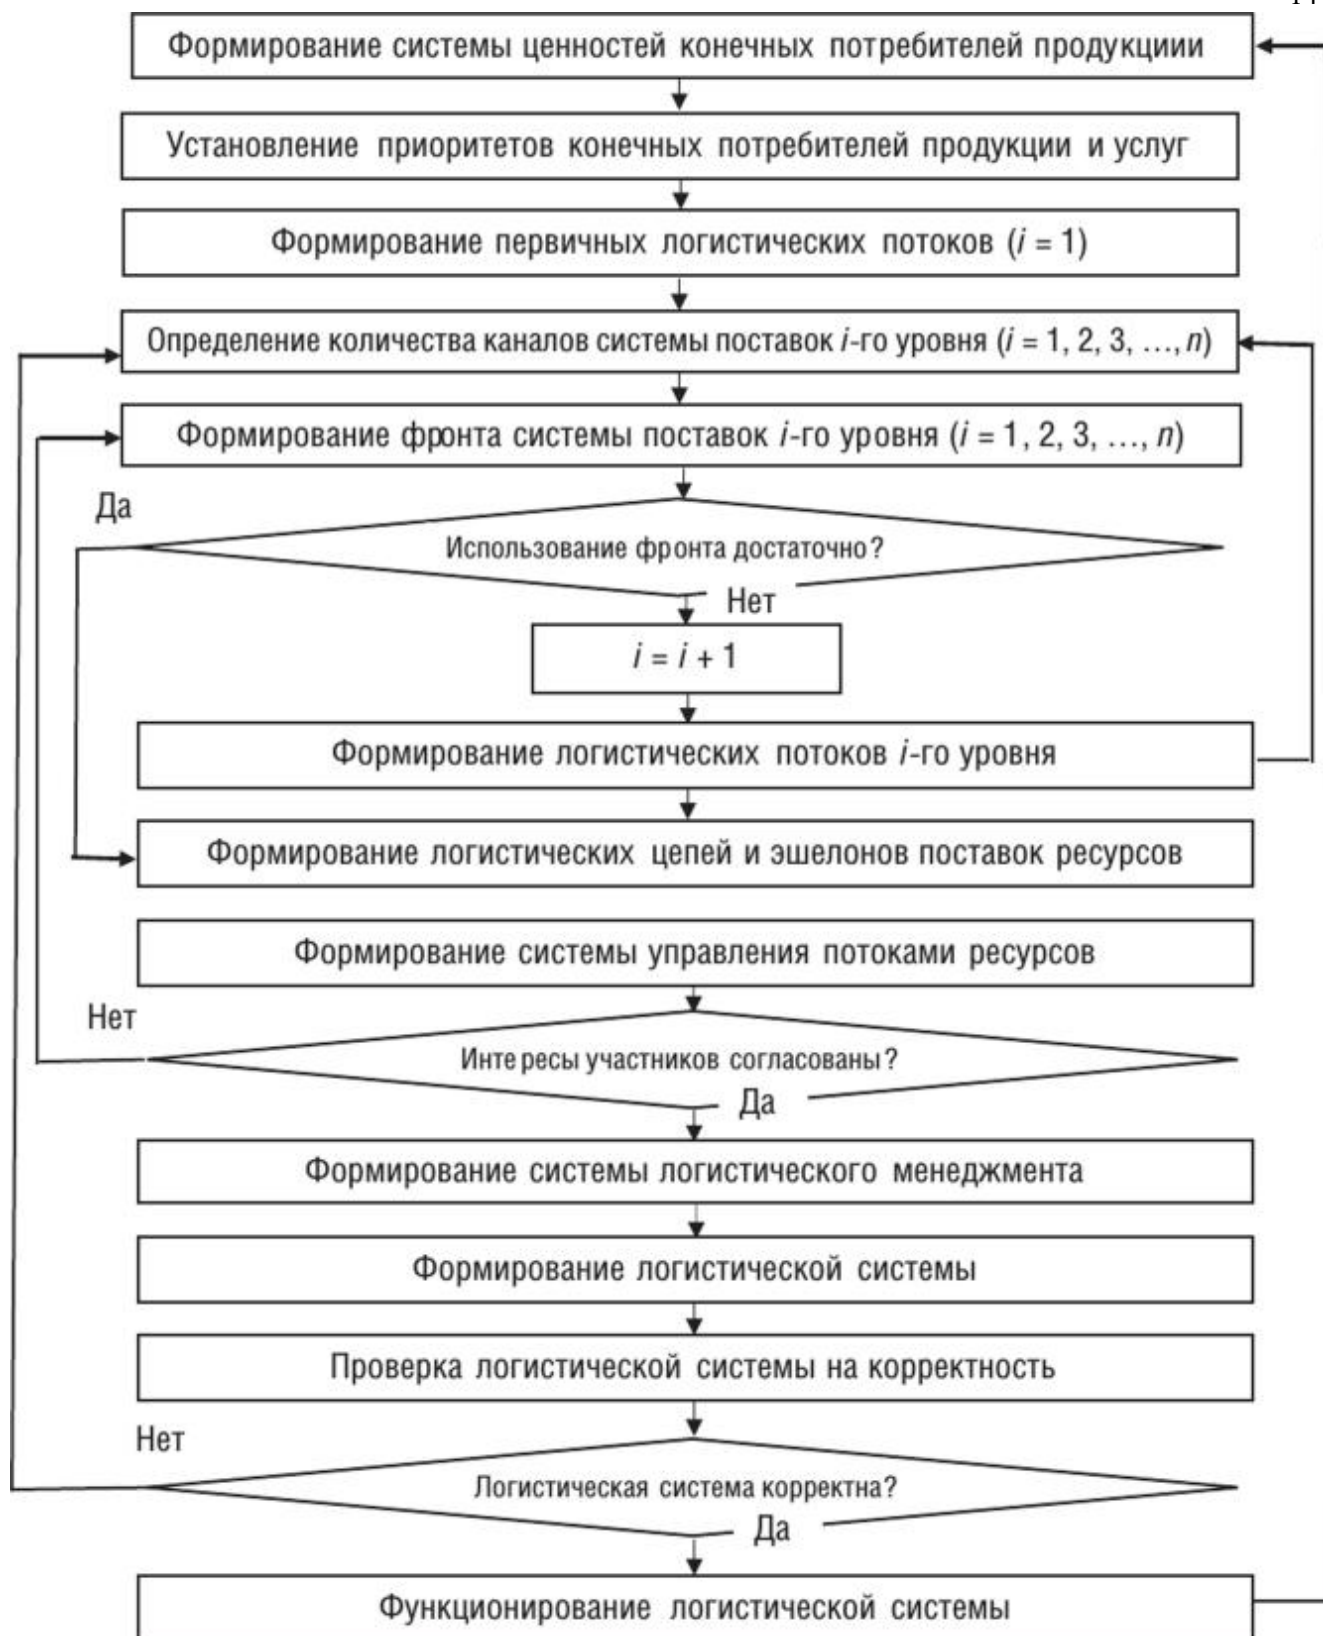 Формирование системы ценностей конечных потребителей продукциии
Установление приоритетов конечных потребителей продукции и услуг
Формирование первичных логистических потоков (i = 1)
Определение количества каналов системы поставок i-го уровня (i = 1, 2, 3, ..., n)
Формирование фронта системы поставок i-го уровня (i = 1, 2, 3, ..., n)
Да
Использование фронта достаточно?
Нет
i = i + 1
Формирование логистических потоков i-го уровня
Формирование логистических цепей и эшелонов поставок ресурсов
Формирование системы управления потоками ресурсов
Нет
Интересы участников согласованы?
Да
Формирование системы логистического менеджмента
Формирование логистической системы
Проверка логистической системы на корректность
Нет
Логистическая система корректна?
Да
Функционирование логистической системы